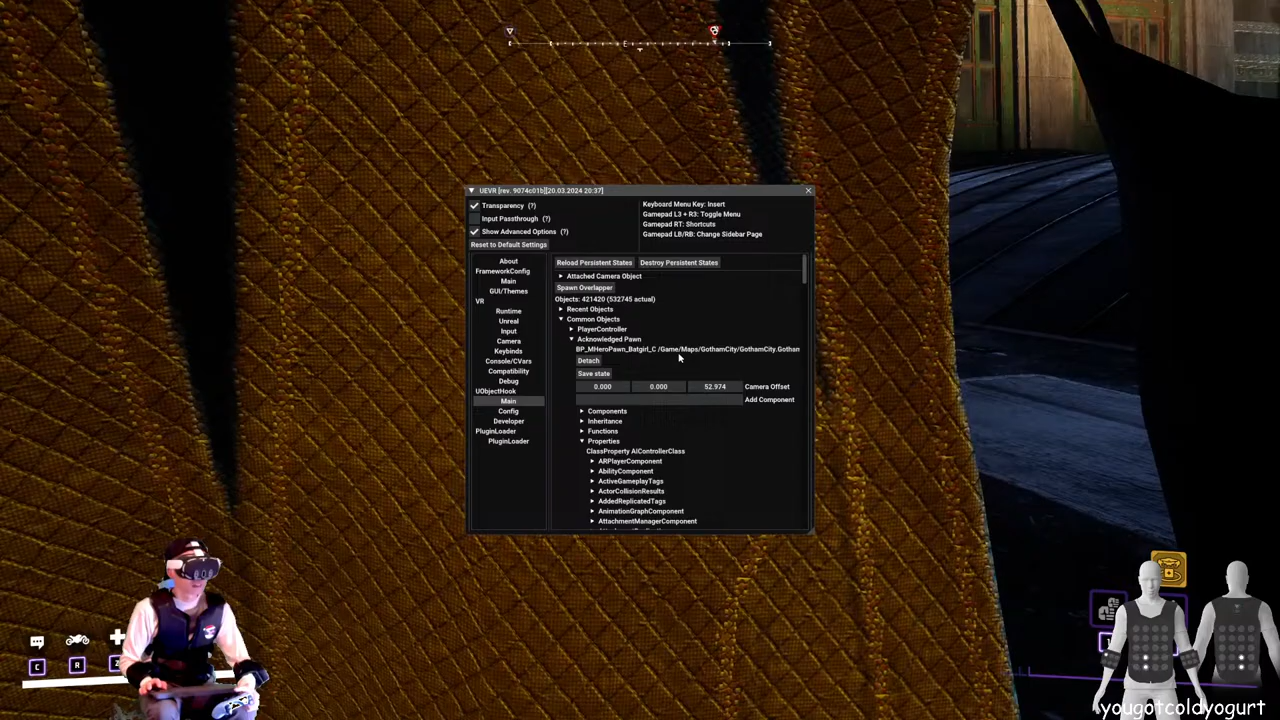 E
UEVR [rev. 9074c01b][20.03.2024 20:37]
Transparency (?)
Input Passthrough (?)
Show Advanced Options (?)
Reset to Default Settings
Keyboard Menu Key: Insert
Gamepad L3 + R3: Toggle Menu
Gamepad RT: Shortcuts
Gamepad LB/RB: Change Sidebar Page
About
FrameworkConfig
Main
GUI/Themes
VR
Runtime
Unreal
Input
Camera
Keybinds
Console/CVars
Compatibility
Debug
UObjectHook
Main
Config
Developer
PluginLoader
PluginLoader
Reload Persistent States Destroy Persistent States
Attached Camera Object
Spawn Overlapper
Objects: 421420 (532745 actual)
Recent Objects
Common Objects
PlayerController
Acknowledged Pawn
BP_MHeroPawn_Batgirl_C /Game/Maps/GothamCity/GothamCity.Gotham
Detach
Save state
0.000 0.000 52.974 Camera Offset
Add Component
Components
Inheritance
Functions
Properties
ClassProperty AIControllerClass
ARPlayerComponent
AbilityComponent
ActiveGameplayTags
ActorCollisionResults
AddedReplicatedTags
AnimationGraphComponent
AttachmentManagerComponent
C R Z
yougotcoldyogurt